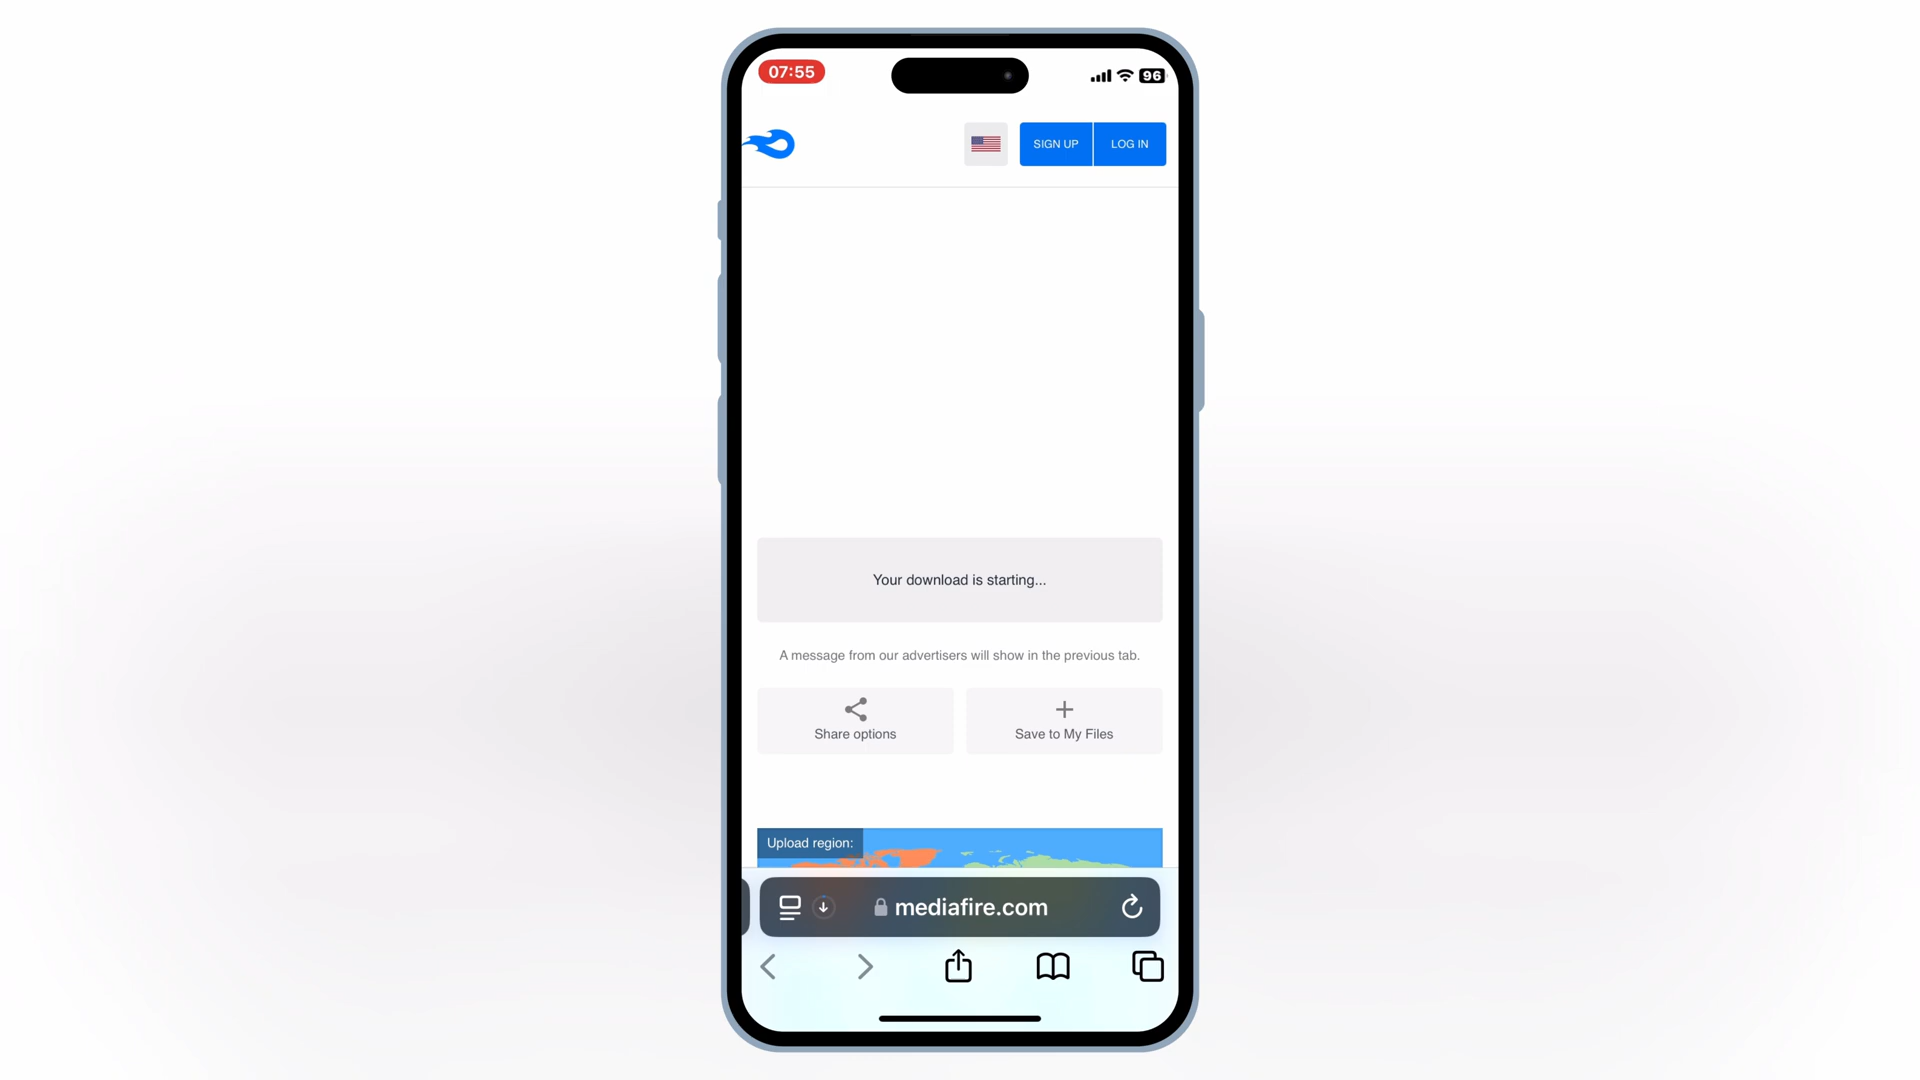 07:55
96
SIGN UP
LOG IN
Your download is starting...
A message from our advertisers will show in the previous tab.
Share options
Save to My Files
Upload region:
mediafire.com